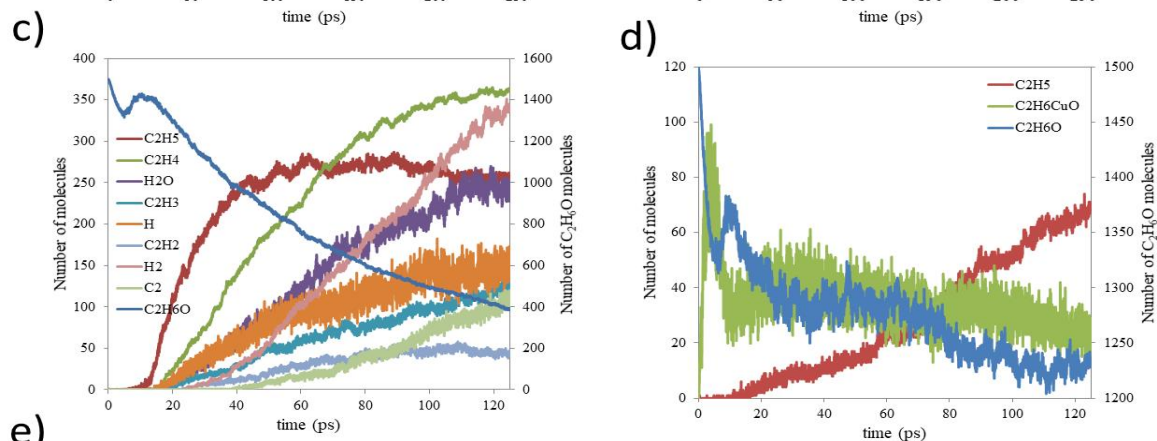 time (ps)
time (ps)
c)
d)
400
350
300
250
200
150
100
50
0
Number of molecules
C2H5
C2H4
H2O
C2H3
H
C2H2
H2
C2
C2H6O
1600
1400
1200
1000
800
600
400
200
0
Number of C₂H₆O molecules
0 20 40 60 80 100 120
time (ps)
120
100
80
60
40
20
0
Number of molecules
C2H5
C2H6CuO
C2H6O
1500
1450
1400
1350
1300
1250
1200
Number of C₂H₆O molecules
0 20 40 60 80 100 120
time (ps)
e)